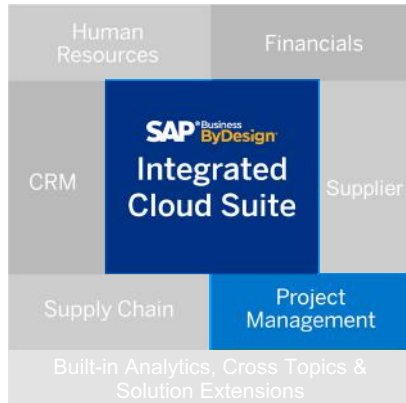 Human
Resources
Financials
SAP® Business
ByDesign
Integrated
Cloud Suite
CRM
Supplier
Supply Chain
Project
Management
Built-in Analytics, Cross Topics &
Solution Extensions